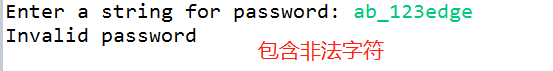 Enter a string for password: ab_123edge
Invalid password
包含非法字符